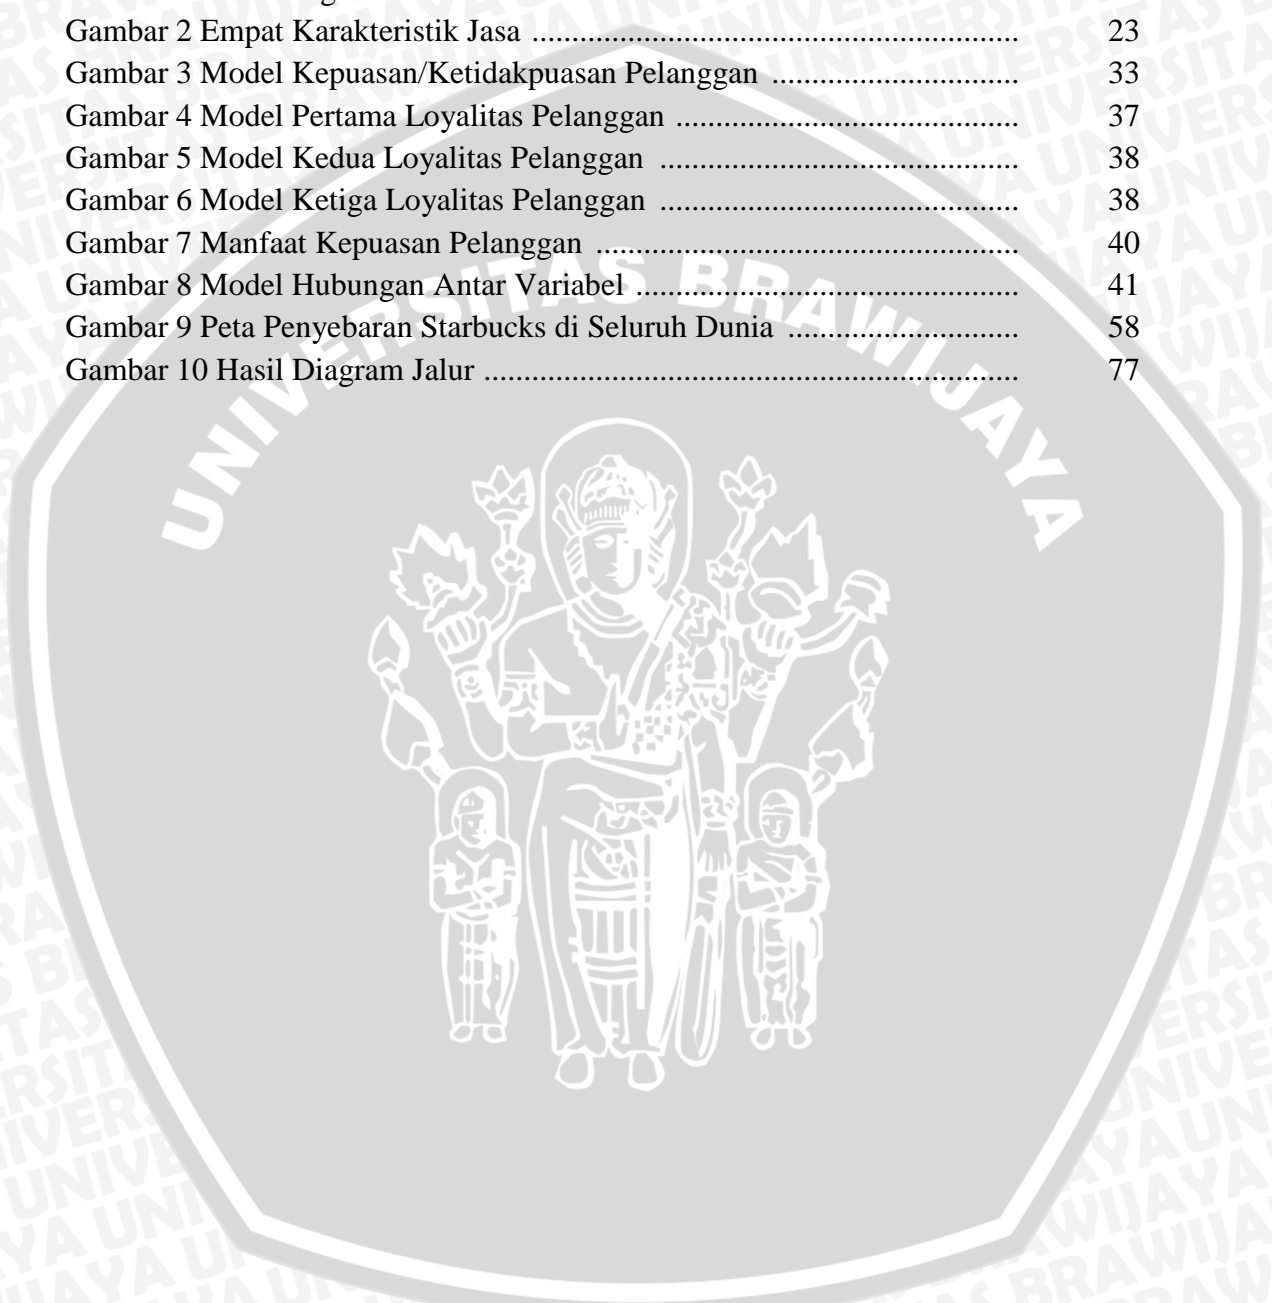 Gambar 2 Empat Karakteristik Jasa ............................................................. 23
Gambar 3 Model Kepuasan/Ketidakpuasan Pelanggan ............................... 33
Gambar 4 Model Pertama Loyalitas Pelanggan ........................................... 37
Gambar 5 Model Kedua Loyalitas Pelanggan ............................................. 38
Gambar 6 Model Ketiga Loyalitas Pelanggan ............................................. 38
Gambar 7 Manfaat Kepuasan Pelanggan ..................................................... 40
Gambar 8 Model Hubungan Antar Variabel ................................................ 41
Gambar 9 Peta Penyebaran Starbucks di Seluruh Dunia ............................. 58
Gambar 10 Hasil Diagram Jalur ................................................................... 77
UNIVERSITAS BRAWIJAYA